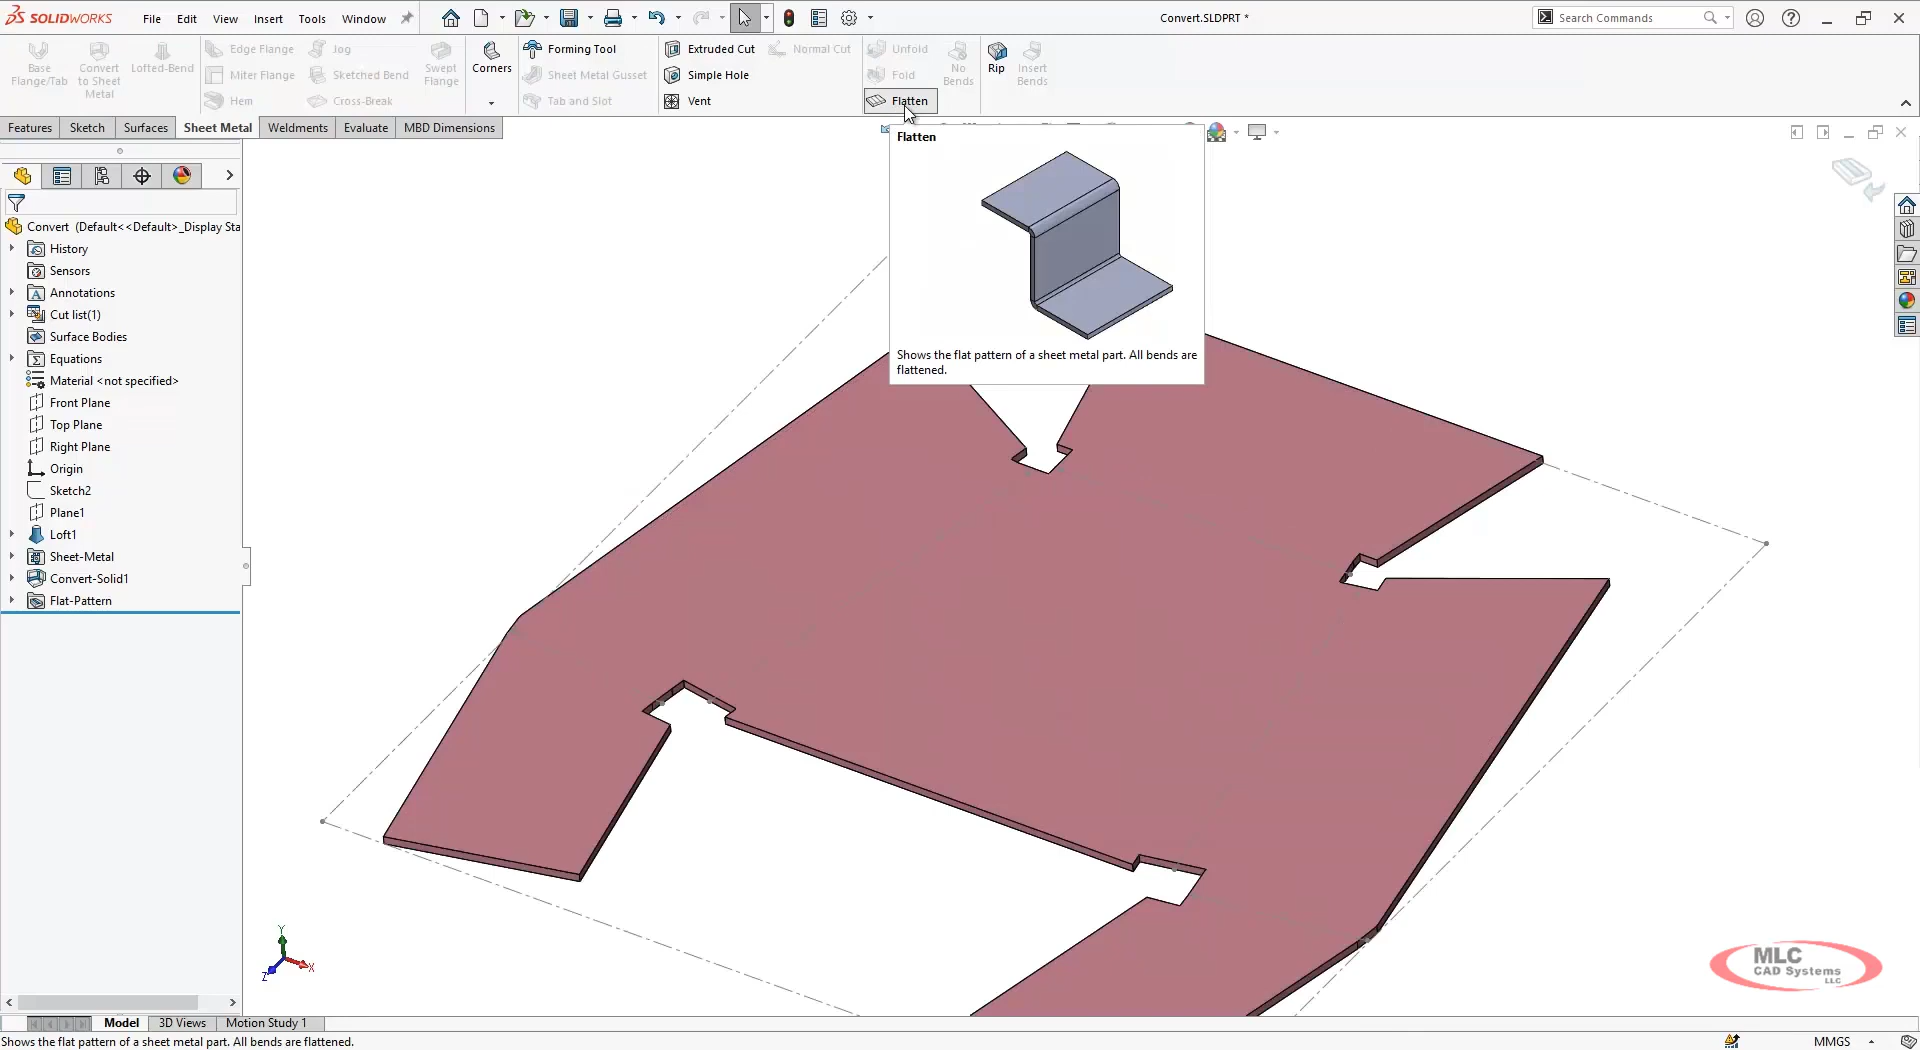 SOLIDWORKS File Edit View Insert Tools Window Convert.SLDPRT * Search Commands
Base Flange/Tab
Convert to Sheet Metal
Lofted-Bend
Edge Flange
Miter Flange
Hem
Jog
Sketched Bend
Cross-Break
Swept Flange
Corners
Forming Tool
Sheet Metal Gusset
Tab and Slot
Extruded Cut
Simple Hole
Vent
Normal Cut
Unfold
Fold
Flatten
No Bends
Rip
Insert Bends
Features Sketch Surfaces Sheet Metal Weldments Evaluate MBD Dimensions
Flatten
Shows the flat pattern of a sheet metal part. All bends are
flattened.
Convert (Default<<Default>_Display Sta
History
Sensors
Annotations
Cut list(1)
Surface Bodies
Equations
Material <not specified>
Front Plane
Top Plane
Right Plane
Origin
Sketch2
Plane1
Loft1
Sheet-Metal
Convert-Solid1
Flat-Pattern
Y
X
Z
MLC
CAD Systems
LLC
Model 3D Views Motion Study 1
Shows the flat pattern of a sheet metal part. All bends are flattened. MMGS